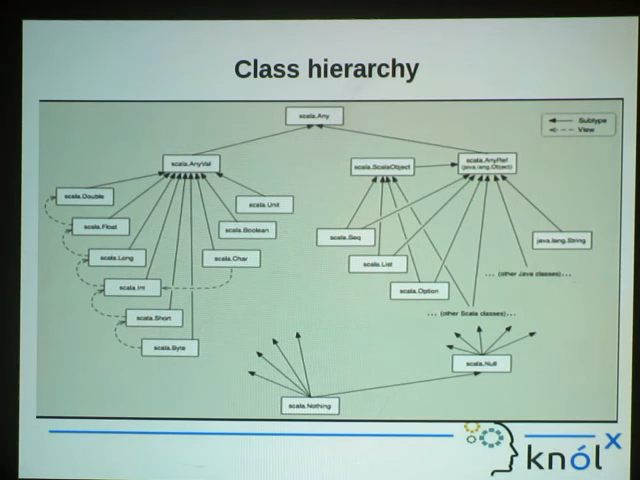 Class hierarchy
scala.Any
Subtype
View
scala.AnyVal
scala.ScalaObject
scala.AnyRef
(java.lang.Object)
scala.Double
scala.Unit
scala.Float
scala.Boolean
scala.Seq
java.lang.String
scala.Long
scala.Char
scala.List
... (other Java classes)...
scala.Int
scala.Option
scala.Short
... (other Scala classes)...
scala.Byte
scala.Null
scala.Nothing
knólx